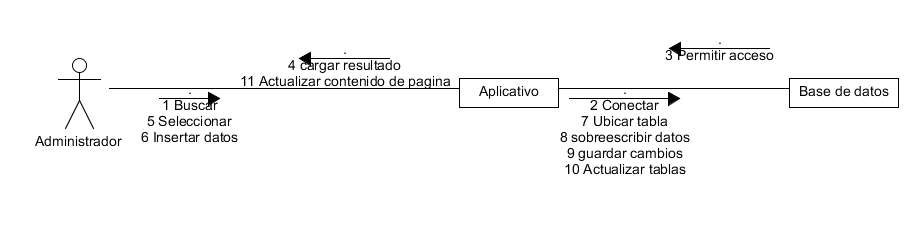 3 Permitir acceso
4 cargar resultado
11 Actualizar contenido de pagina
Aplicativo
Base de datos
1 Buscar
5 Seleccionar
6 Insertar datos
Administrador
2 Conectar
7 Ubicar tabla
8 sobreescribir datos
9 guardar cambios
10 Actualizar tablas